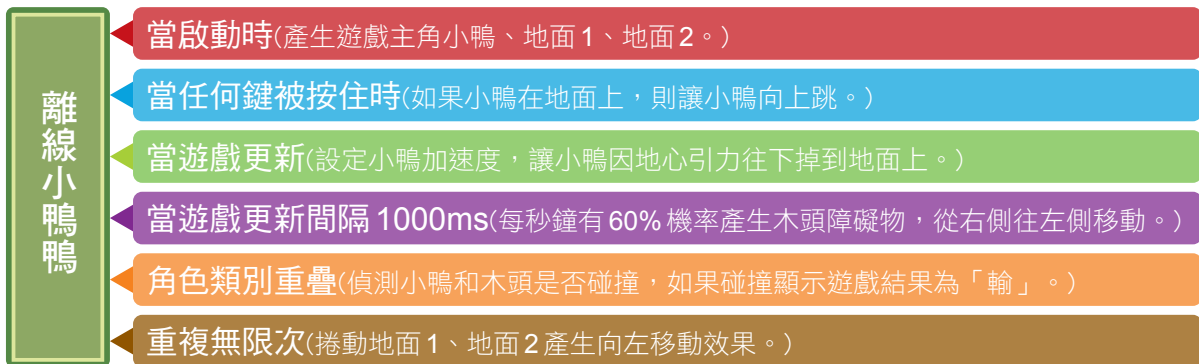 離線小鴨鴨
當啟動時(產生遊戲主角小鴨、地面1、地面2。)
當任何鍵被按住時(如果小鴨在地面上，則讓小鴨向上跳。)
當遊戲更新(設定小鴨加速度，讓小鴨因地心引力往下掉到地面上。)
當遊戲更新間隔1000ms(每秒鐘有60%機率產生木頭障礙物，從右側往左側移動。)
角色類別重疊(偵測小鴨和木頭是否碰撞，如果碰撞顯示遊戲結果為「輸」。)
重複無限次(捲動地面1、地面2產生向左移動效果。)